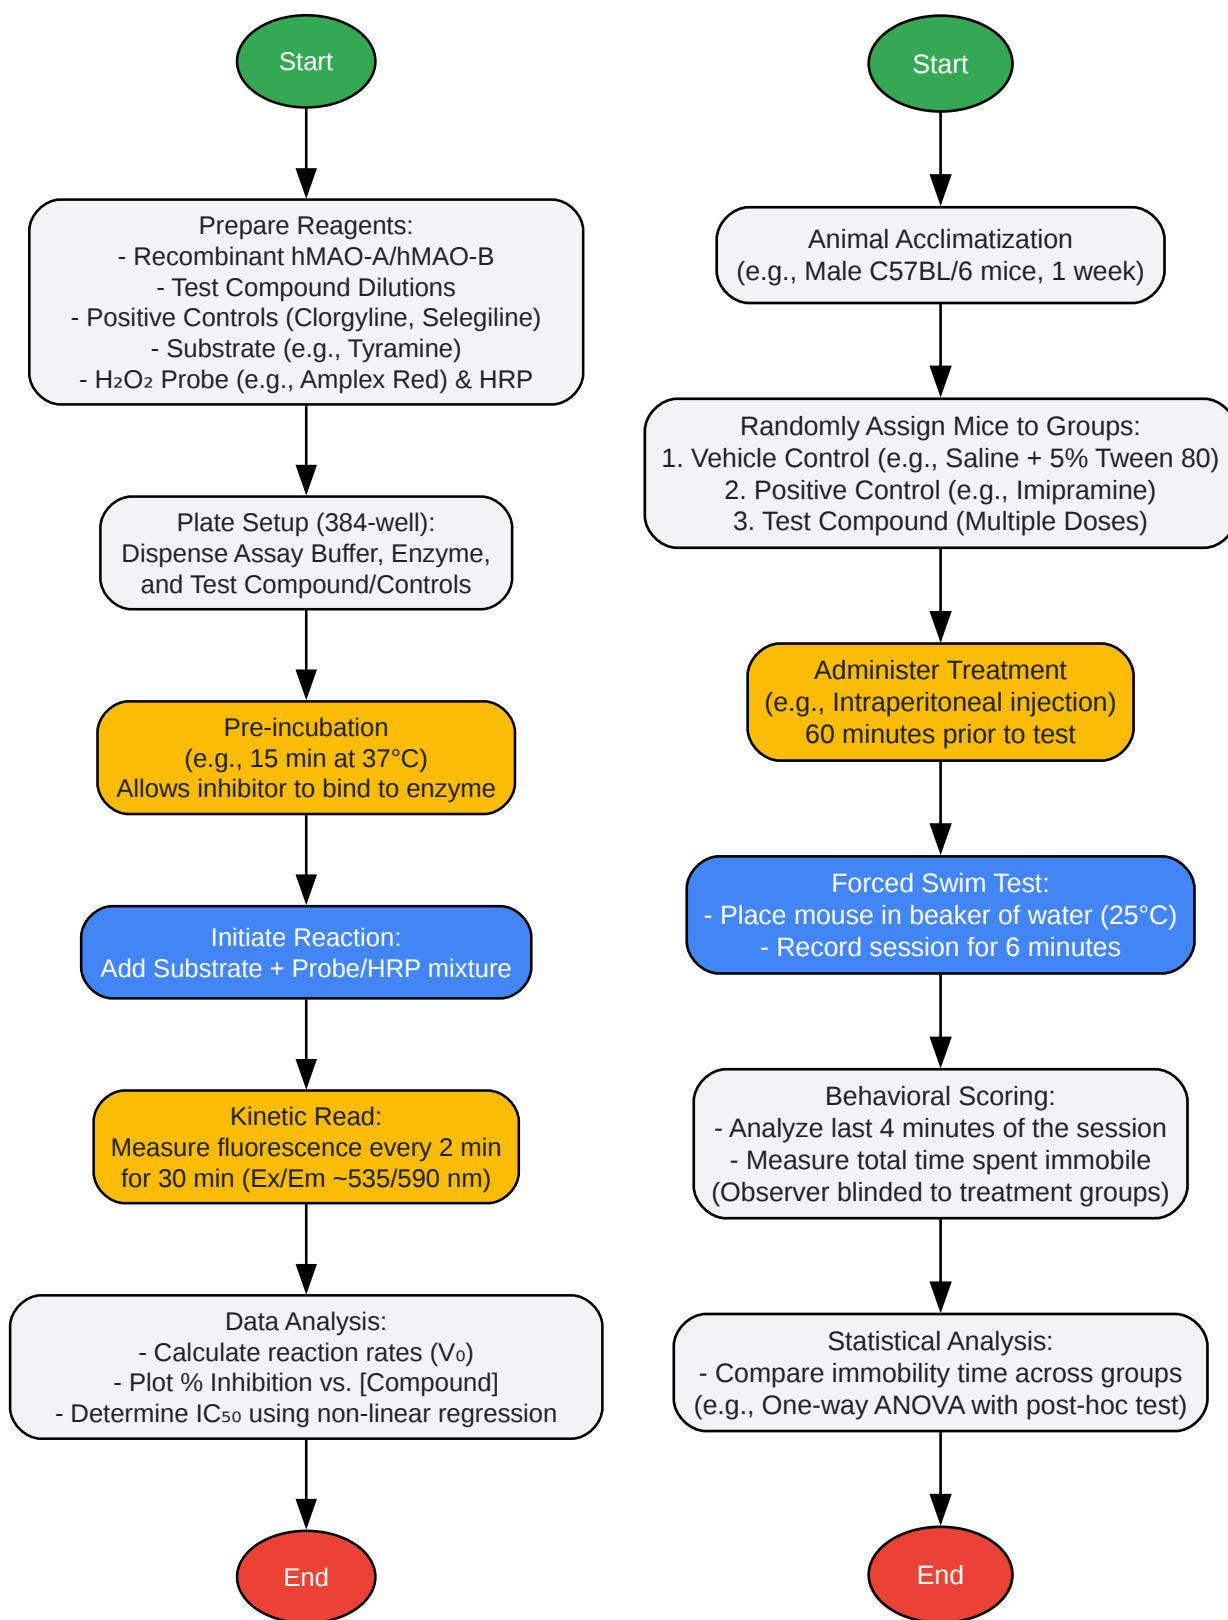 Start
Prepare Reagents:
- Recombinant hMAO-A/hMAO-B
- Test Compound Dilutions
- Positive Controls (Clorgyline, Selegiline)
- Substrate (e.g., Tyramine)
- H₂O₂ Probe (e.g., Amplex Red) & HRP
Plate Setup (384-well):
Dispense Assay Buffer, Enzyme,
and Test Compound/Controls
Pre-incubation
(e.g., 15 min at 37°C)
Allows inhibitor to bind to enzyme
Initiate Reaction:
Add Substrate + Probe/HRP mixture
Kinetic Read:
Measure fluorescence every 2 min
for 30 min (Ex/Em ~535/590 nm)
Data Analysis:
- Calculate reaction rates (V₀)
- Plot % Inhibition vs. [Compound]
- Determine IC₅₀ using non-linear regression
End
Start
Animal Acclimatization
(e.g., Male C57BL/6 mice, 1 week)
Randomly Assign Mice to Groups:
1. Vehicle Control (e.g., Saline + 5% Tween 80)
2. Positive Control (e.g., Imipramine)
3. Test Compound (Multiple Doses)
Administer Treatment
(e.g., Intraperitoneal injection)
60 minutes prior to test
Forced Swim Test:
- Place mouse in beaker of water (25°C)
- Record session for 6 minutes
Behavioral Scoring:
- Analyze last 4 minutes of the session
- Measure total time spent immobile
(Observer blinded to treatment groups)
Statistical Analysis:
- Compare immobility time across groups
(e.g., One-way ANOVA with post-hoc test)
End